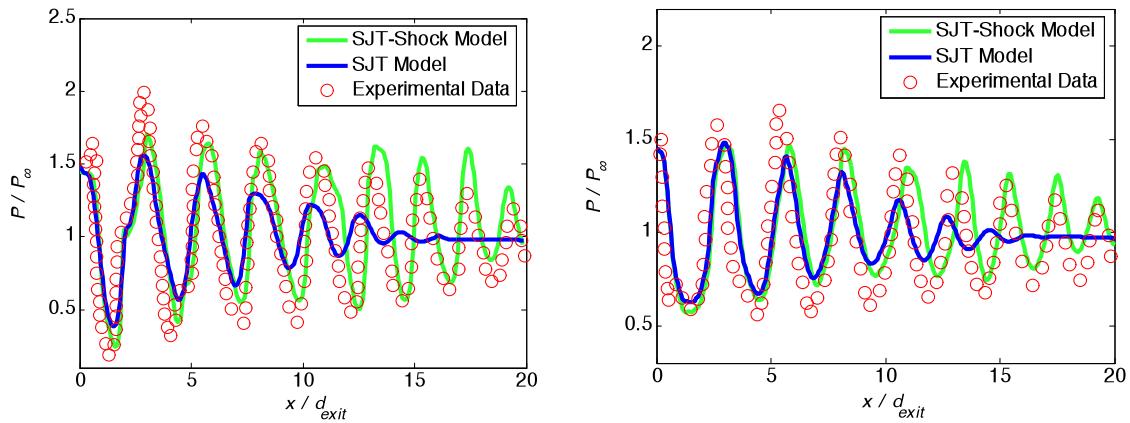 2.5
2
1.5
1
0.5
0
5
10
15
20
P / P∞
x / d_exit
SJT-Shock Model
SJT Model
Experimental Data
2
1.5
1
0.5
0
5
10
15
20
P / P∞
x / d_exit
SJT-Shock Model
SJT Model
Experimental Data